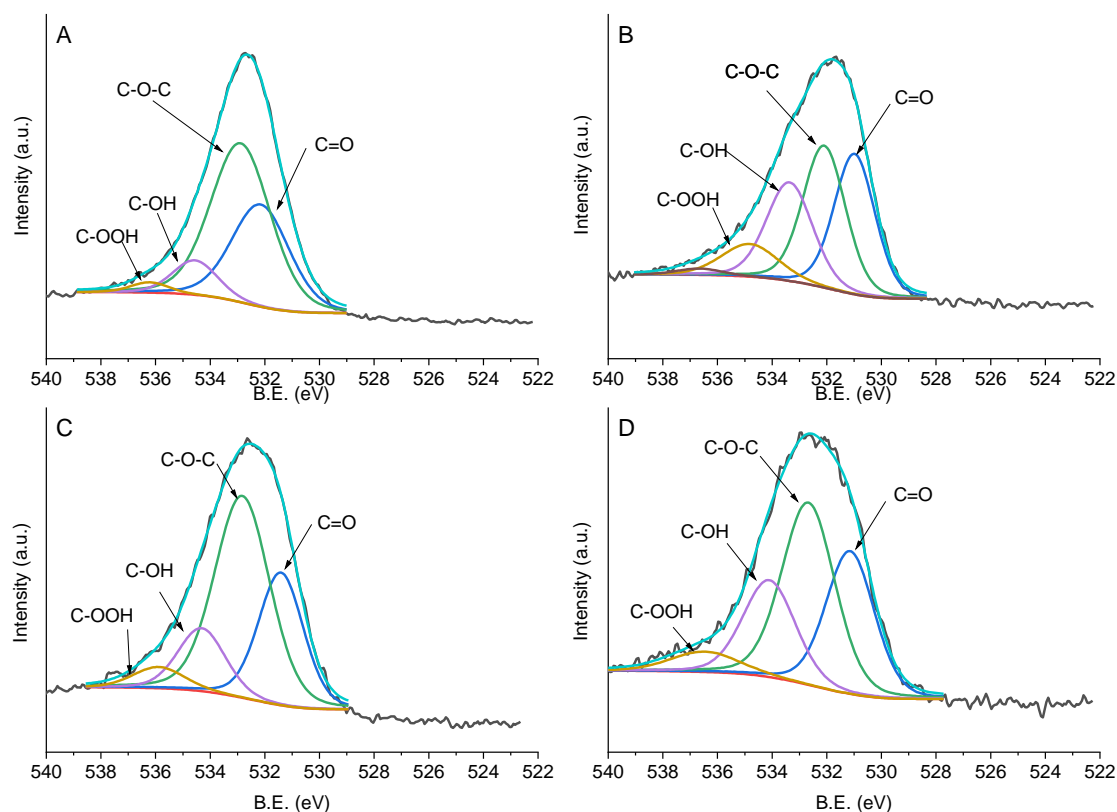 A
C-O-C
C=O
C-OH
C-OOH
Intensity (a.u.)
540 538 536 534 532 530 528 526 524 522
B.E. (eV)
B
C-O-C
C=O
C-OH
C-OOH
Intensity (a.u.)
540 538 536 534 532 530 528 526 524 522
B.E. (eV)
C
C-O-C
C=O
C-OH
C-OOH
Intensity (a.u.)
540 538 536 534 532 530 528 526 524 522
B.E. (eV)
D
C-O-C
C=O
C-OH
C-OOH
Intensity (a.u.)
540 538 536 534 532 530 528 526 524 522
B.E. (eV)